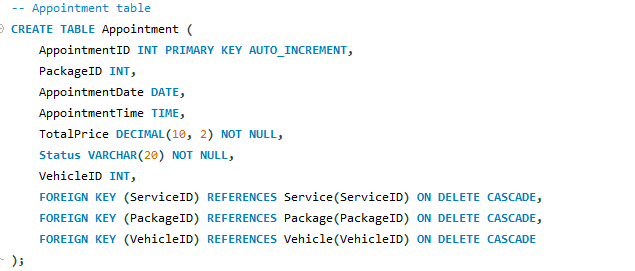 -- Appointment table
CREATE TABLE Appointment (
AppointmentID INT PRIMARY KEY AUTO_INCREMENT,
PackageID INT,
AppointmentDate DATE,
AppointmentTime TIME,
TotalPrice DECIMAL(10, 2) NOT NULL,
Status VARCHAR(20) NOT NULL,
VehicleID INT,
FOREIGN KEY (ServiceID) REFERENCES Service(ServiceID) ON DELETE CASCADE,
FOREIGN KEY (PackageID) REFERENCES Package(PackageID) ON DELETE CASCADE,
FOREIGN KEY (VehicleID) REFERENCES Vehicle(VehicleID) ON DELETE CASCADE
);